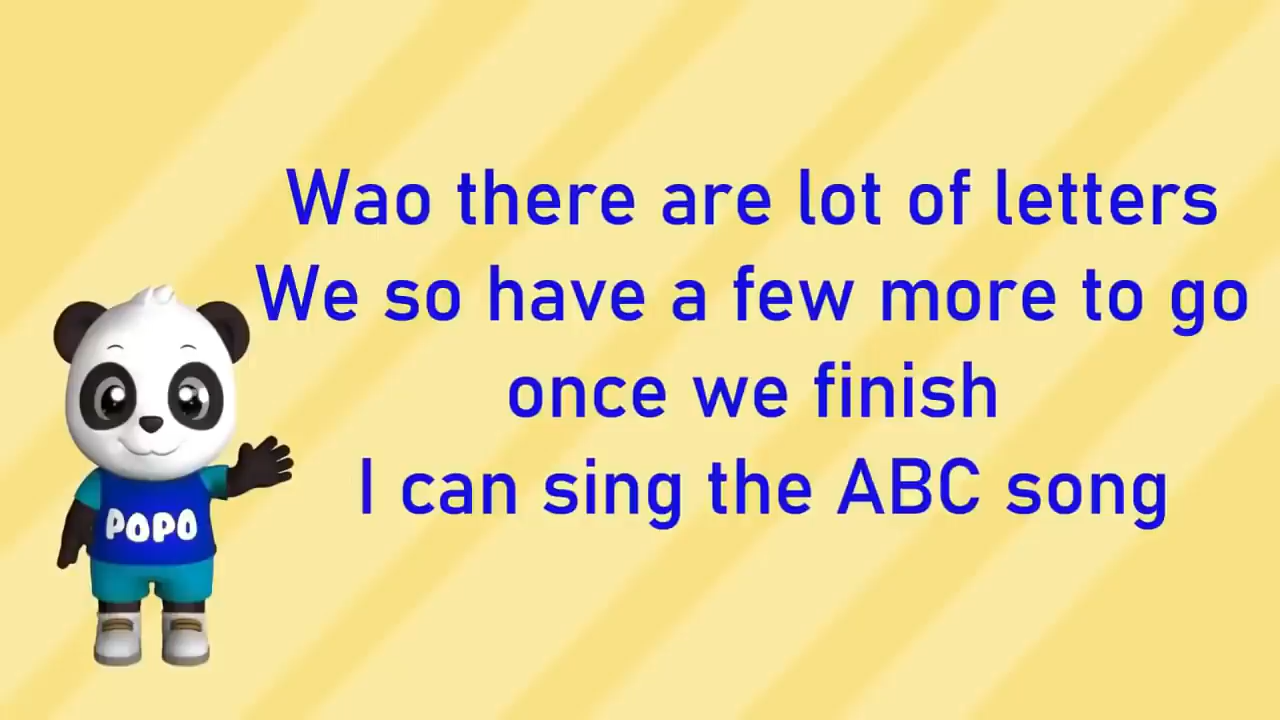 Wao there are lot of letters
We so have a few more to go
once we finish
I can sing the ABC song
POPO